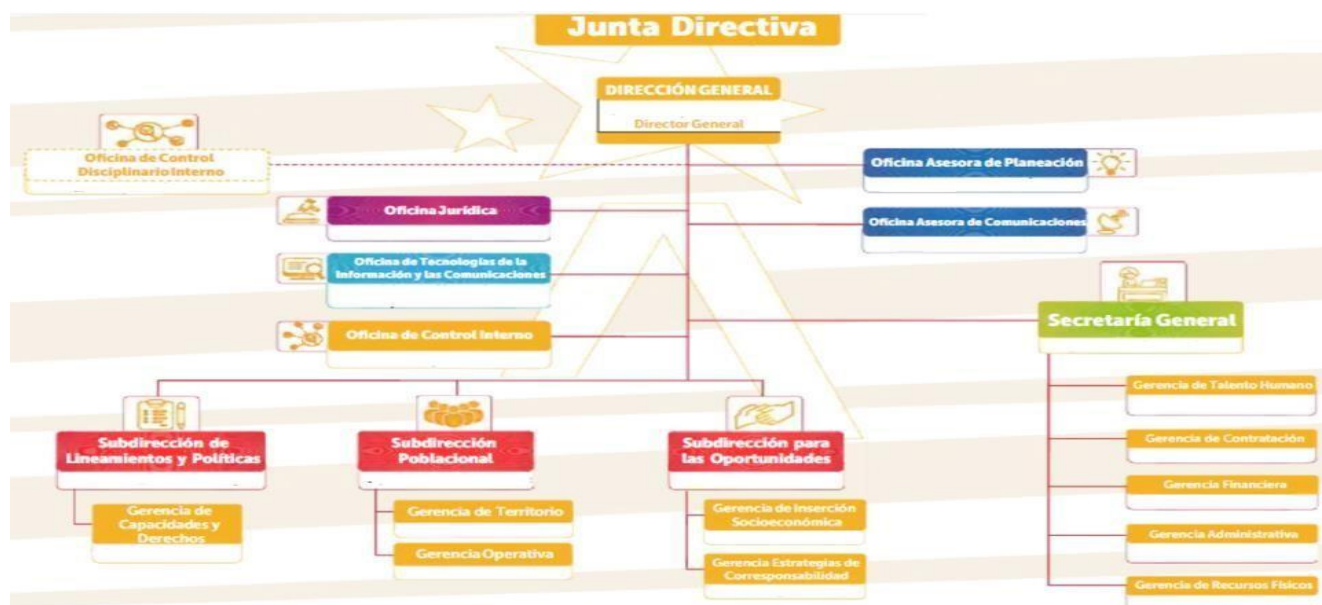 Junta Directiva
DIRECCIÓN GENERAL
Director General
Oficina de Control
Disciplinario Interno
Oficina Asesora de Planeación
Oficina Jurídica
Oficina Asesora de Comunicaciones
Oficina de Tecnologías de la
Información y las Comunicaciones
Oficina de Control Interno
Secretaría General
Gerencia de Talento Humano
Gerencia de Contratación
Gerencia Financiera
Gerencia Administrativa
Gerencia de Recursos Físicos
Subdirección de
Lineamientos y Políticas
Gerencia de
Capacidades y
Derechos
Subdirección
Poblacional
Gerencia de Territorio
Gerencia Operativa
Subdirección para
las Oportunidades
Gerencia de Inserción
Socioeconómica
Gerencia Estrategias de
Corresponsabilidad